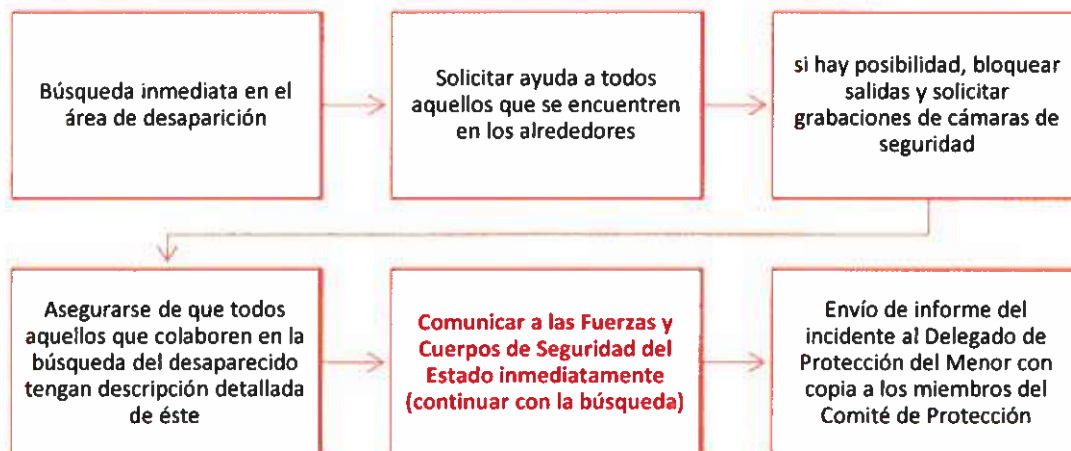 Búsqueda inmediata en el
área de desaparición
Solicitar ayuda a todos
aquellos que se encuentren
en los alrededores
si hay posibilidad, bloquear
salidas y solicitar
grabaciones de cámaras de
seguridad
Asegurarse de que todos
aquellos que colaboren en la
búsqueda del desaparecido
tengan descripción detallada
de éste
Comunicar a las Fuerzas y
Cuerpos de Seguridad del
Estado inmediatamente
(continuar con la búsqueda)
Envío de informe del
incidente al Delegado de
Protección del Menor con
copia a los miembros del
Comité de Protección